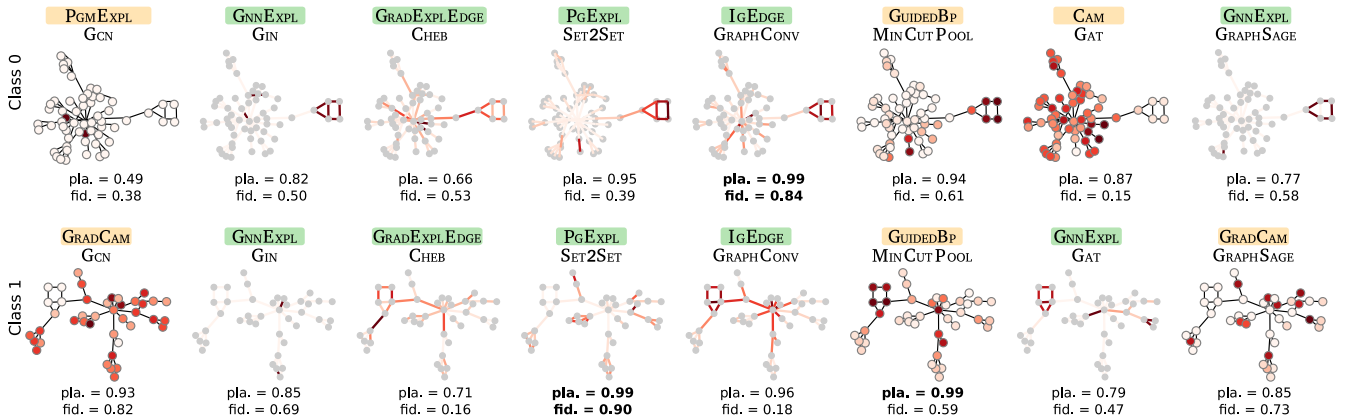 PGMEXPL GNNEXPL GRADEXPLEDGE PGEXPL IGEDGE GUIDEDBP CAM GNNEXPL
GCN GIN CHEB SET2SET GRAPHCONV MINCUTPOOL GAT GRAPHSAGE
Class 0
pla. = 0.49 pla. = 0.82 pla. = 0.66 pla. = 0.95 pla. = 0.99 pla. = 0.94 pla. = 0.87 pla. = 0.77
fid. = 0.38 fid. = 0.50 fid. = 0.53 fid. = 0.39 fid. = 0.84 fid. = 0.61 fid. = 0.15 fid. = 0.58
GRADCAM GNNEXPL GRADEXPLEDGE PGEXPL IGEDGE GUIDEDBP GNNEXPL GRADCAM
GCN GIN CHEB SET2SET GRAPHCONV MINCUTPOOL GAT GRAPHSAGE
Class 1
pla. = 0.93 pla. = 0.85 pla. = 0.71 pla. = 0.99 pla. = 0.96 pla. = 0.99 pla. = 0.79 pla. = 0.85
fid. = 0.82 fid. = 0.69 fid. = 0.16 fid. = 0.90 fid. = 0.18 fid. = 0.59 fid. = 0.47 fid. = 0.73